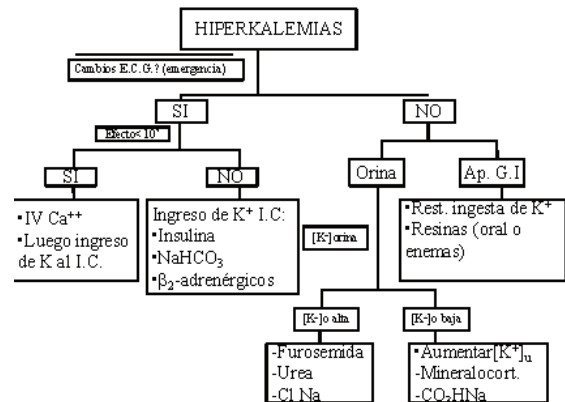 HIPERKALEMIAS
Cambios E.C.G.? (emergencia)
SI
NO
Efecto<10'
SI
NO
Orina
Ap. G.I
▪IV Ca⁺⁺
▪Luego ingreso
de K al I.C.
Ingreso de K⁺ I.C:
▪Insulina
▪NaHCO₃
▪β₂-adrenérgicos
[K-]orina
▪Rest. ingesta de K⁺
▪Resinas (oral o
enemas)
[K-]o alta
[K-]o baja
-Furosemida
-Urea
-Cl Na
▪Aumentar[K⁺]ᵤ
-Mineralocort.
-CO₃HNa